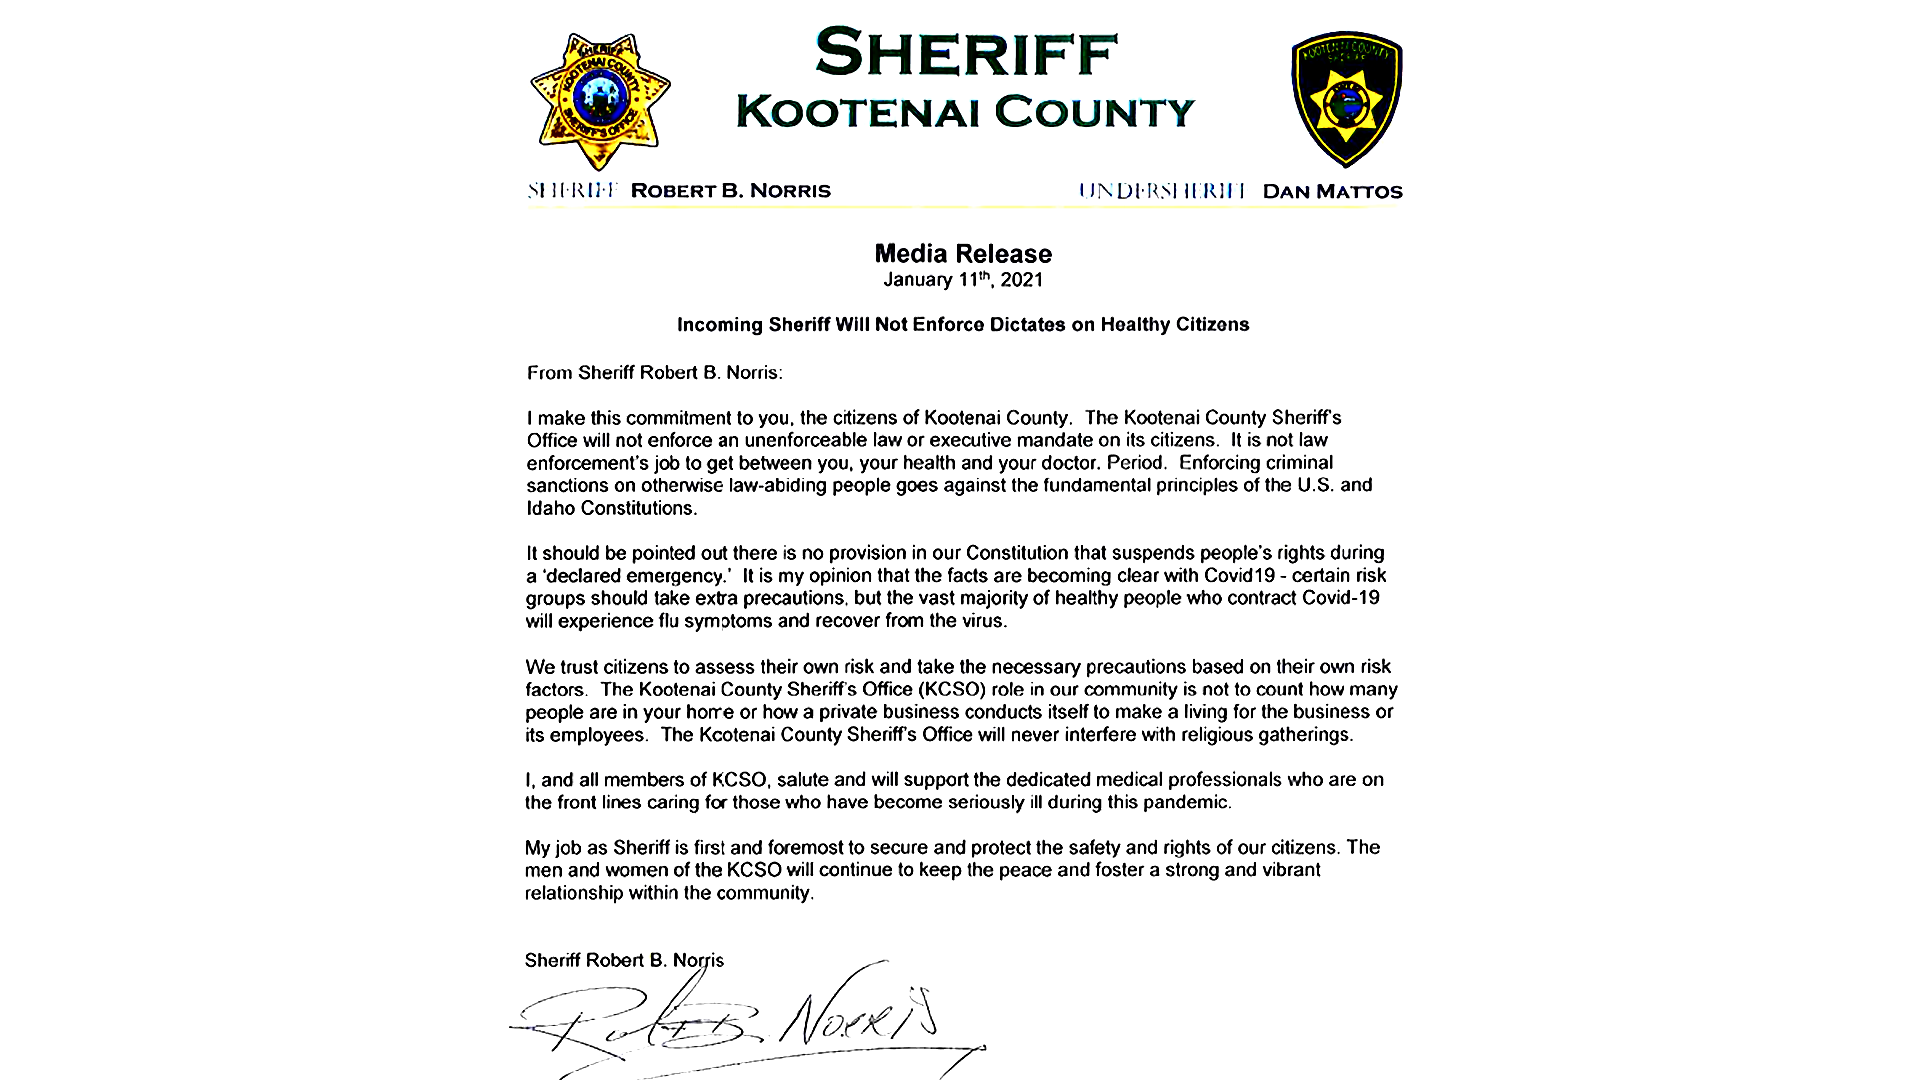 SHERIFF
KOOTENAI COUNTY
SHERIFF
KOOTENAI COUNTY
SHERIFF'S OFFICE
KOOTENAI COUNTY
SHERIFF ROBERT B. NORRIS
UNDERSHERIFF DAN MATTOS
Media Release
January 11th, 2021
Incoming Sheriff Will Not Enforce Dictates on Healthy Citizens
From Sheriff Robert B. Norris:
I make this commitment to you, the citizens of Kootenai County. The Kootenai County Sheriff's
Office will not enforce an unenforceable law or executive mandate on its citizens. It is not law
enforcement's job to get between you, your health and your doctor. Period. Enforcing criminal
sanctions on otherwise law-abiding people goes against the fundamental principles of the U.S. and
Idaho Constitutions.
It should be pointed out there is no provision in our Constitution that suspends people's rights during
a 'declared emergency.' It is my opinion that the facts are becoming clear with Covid19 - certain risk
groups should take extra precautions, but the vast majority of healthy people who contract Covid-19
will experience flu symptoms and recover from the virus.
We trust citizens to assess their own risk and take the necessary precautions based on their own risk
factors. The Kootenai County Sheriff's Office (KCSO) role in our community is not to count how many
people are in your home or how a private business conducts itself to make a living for the business or
its employees. The Kootenai County Sheriff's Office will never interfere with religious gatherings.
I, and all members of KCSO, salute and will support the dedicated medical professionals who are on
the front lines caring for those who have become seriously ill during this pandemic.
My job as Sheriff is first and foremost to secure and protect the safety and rights of our citizens. The
men and women of the KCSO will continue to keep the peace and foster a strong and vibrant
relationship within the community.
Sheriff Robert B. Norris
Robt B. Norris